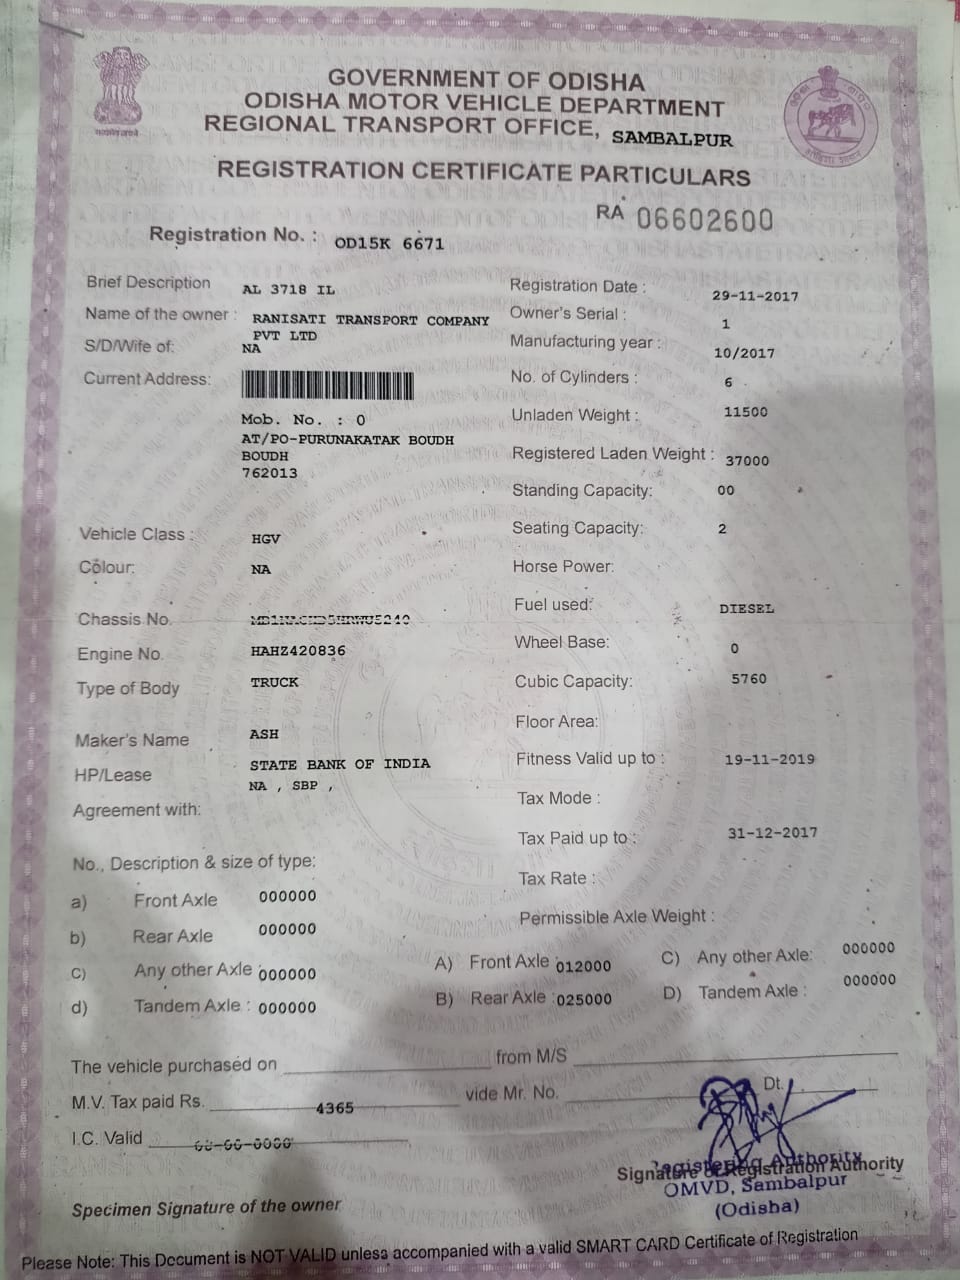 GOVERNMENT OF ODISHA
ODISHA MOTOR VEHICLE DEPARTMENT
REGIONAL TRANSPORT OFFICE, SAMBALPUR
REGISTRATION CERTIFICATE PARTICULARS
RA 06602600
Registration No. : OD15K 6671
Brief Description AL 3718 IL
Name of the owner : RANISATI TRANSPORT COMPANY
PVT LTD
S/D/Wife of: NA
Current Address:
Mob. No. : 0
AT/PO-PURUNAKATAK BOUDH
BOUDH
762013
Vehicle Class : HGV
Colour: NA
Chassis No.
Engine No. HAHZ420836
Type of Body TRUCK
Maker's Name ASH
HP/Lease STATE BANK OF INDIA
NA , SBP ,
Agreement with:
Registration Date : 29-11-2017
Owner's Serial : 1
Manufacturing year : 10/2017
No. of Cylinders : 6
Unladen Weight : 11500
Registered Laden Weight : 37000
Standing Capacity: 00
Seating Capacity: 2
Horse Power:
Fuel used: DIESEL
Wheel Base: 0
Cubic Capacity: 5760
Floor Area:
Fitness Valid up to : 19-11-2019
Tax Mode :
Tax Paid up to : 31-12-2017
Tax Rate :
No., Description & size of type:
a) Front Axle 000000
b) Rear Axle 000000
C) Any other Axle 000000
d) Tandem Axle : 000000
Permissible Axle Weight :
A) Front Axle : 012000 C) Any other Axle: 000000
B) Rear Axle : 025000 D) Tandem Axle : 000000
The vehicle purchased on from M/S
M.V. Tax paid Rs. 4365 vide Mr. No. Dt.
I.C. Valid
Registering Authority
Signature of Registration Authority
OMVD, Sambalpur
(Odisha)
Specimen Signature of the owner
Please Note: This Document is NOT VALID unless accompanied with a valid SMART CARD Certificate of Registration